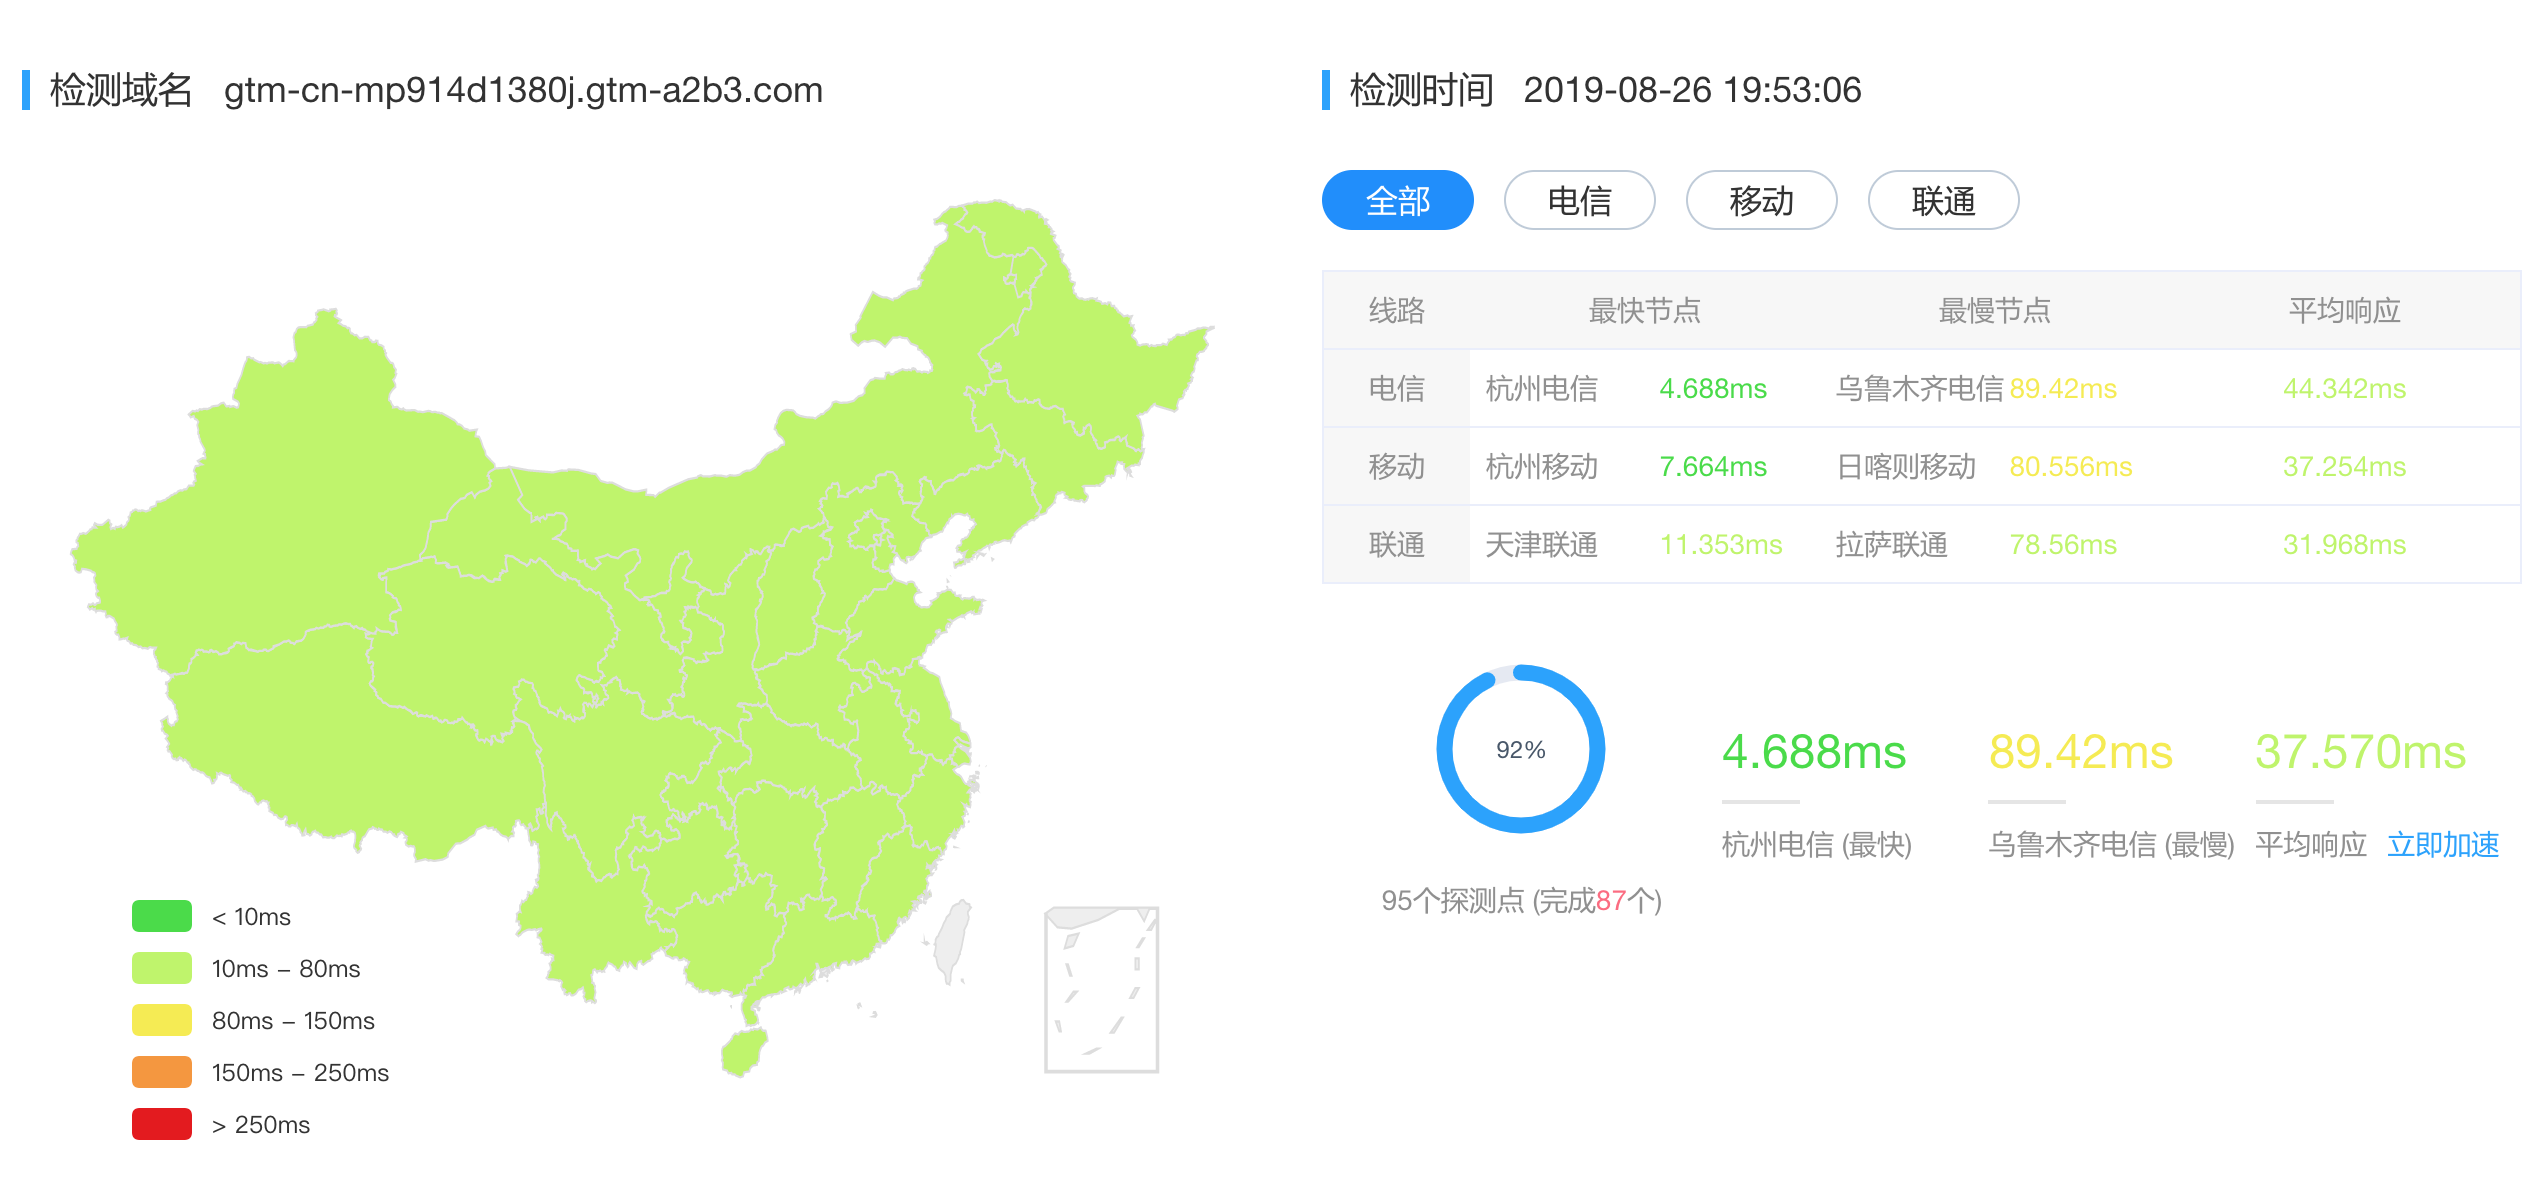 检测域名 gtm-cn-mp914d1380j.gtm-a2b3.com
< 10ms
10ms – 80ms
80ms – 150ms
150ms – 250ms
> 250ms
检测时间 2019-08-26 19:53:06
全部 电信 移动 联通
线路 最快节点 最慢节点 平均响应
电信 杭州电信 4.688ms 乌鲁木齐电信 89.42ms 44.342ms
移动 杭州移动 7.664ms 日喀则移动 80.556ms 37.254ms
联通 天津联通 11.353ms 拉萨联通 78.56ms 31.968ms
92%
95个探测点 (完成87个)
4.688ms 89.42ms 37.570ms
杭州电信 (最快) 乌鲁木齐电信 (最慢) 平均响应 立即加速